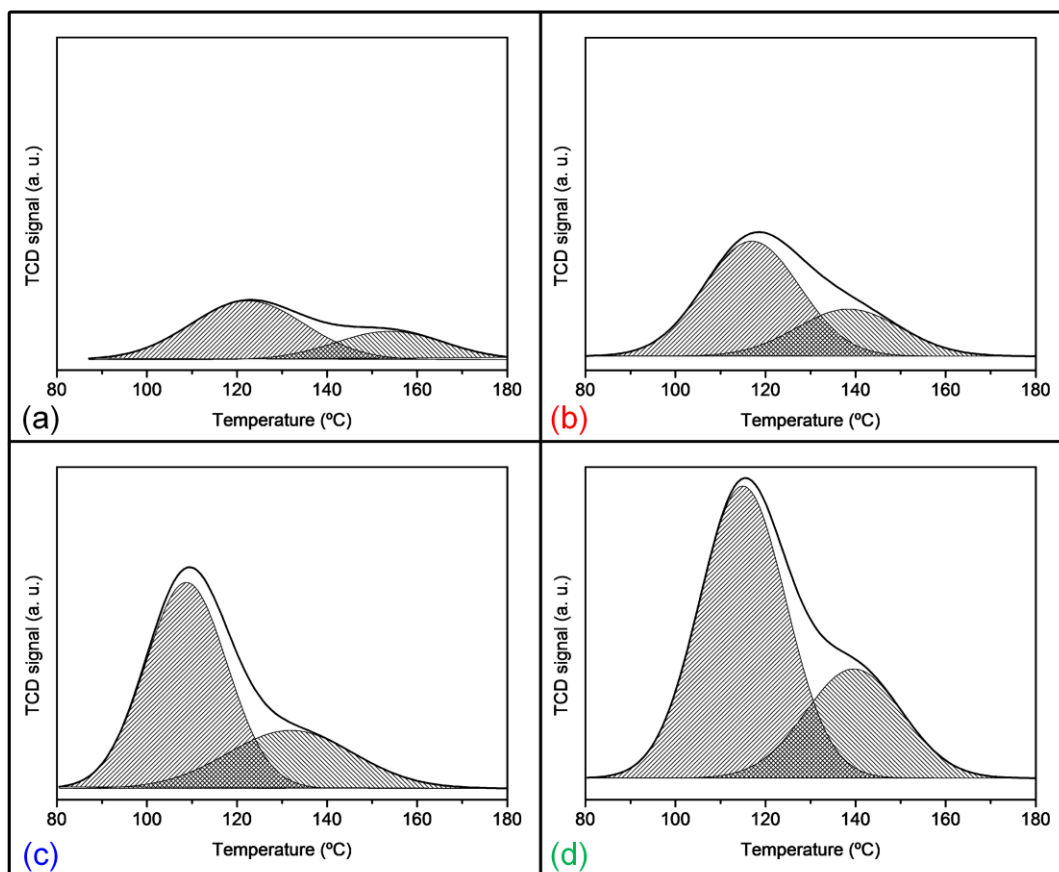 TCD signal (a. u.)
80 100 120 140 160 180
Temperature (ºC)
(a)
TCD signal (a. u.)
80 100 120 140 160 180
Temperature (ºC)
(b)
TCD signal (a. u.)
80 100 120 140 160 180
Temperature (ºC)
(c)
TCD signal (a. u.)
80 100 120 140 160 180
Temperature (ºC)
(d)